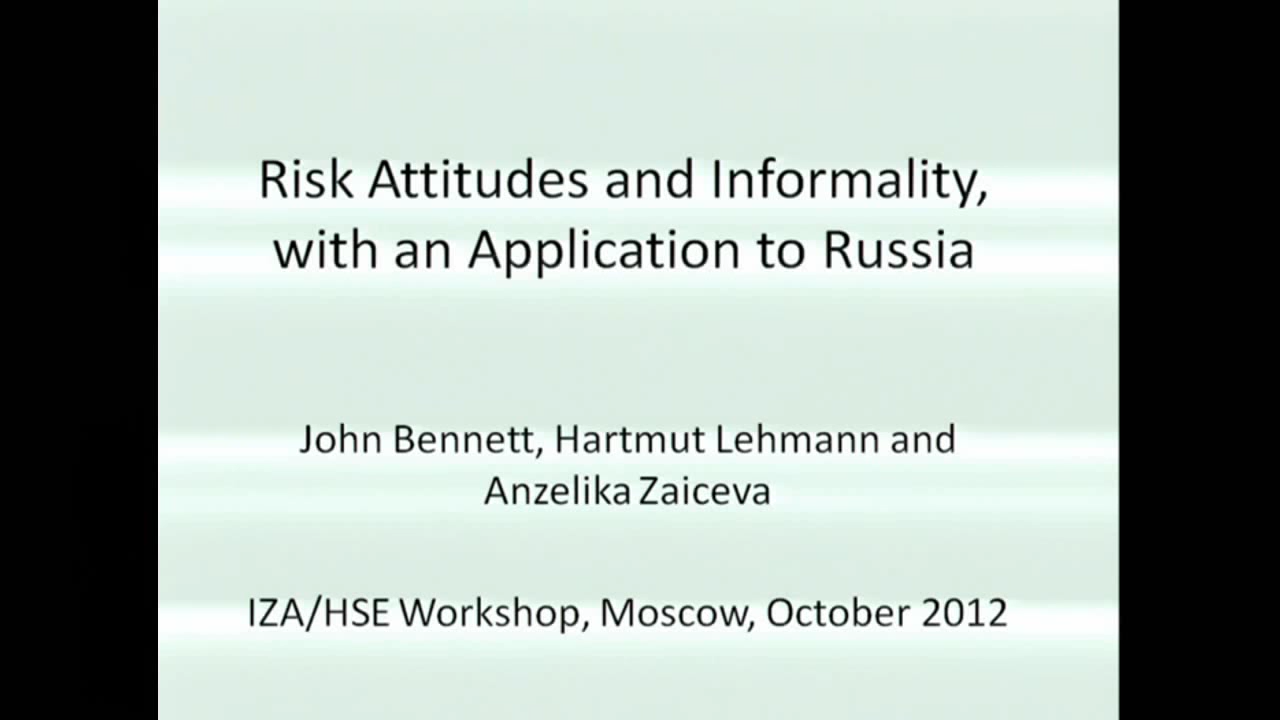 Risk Attitudes and Informality,
with an Application to Russia
John Bennett, Hartmut Lehmann and
Anzelika Zaiceva
IZA/HSE Workshop, Moscow, October 2012